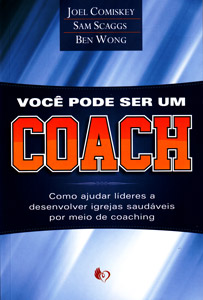 JOEL COMISKEY
SAM SCAGGS
BEN WONG
VOCÊ PODE SER UM
COACH
Como ajudar líderes a
desenvolver igrejas saudáveis
por meio de coaching